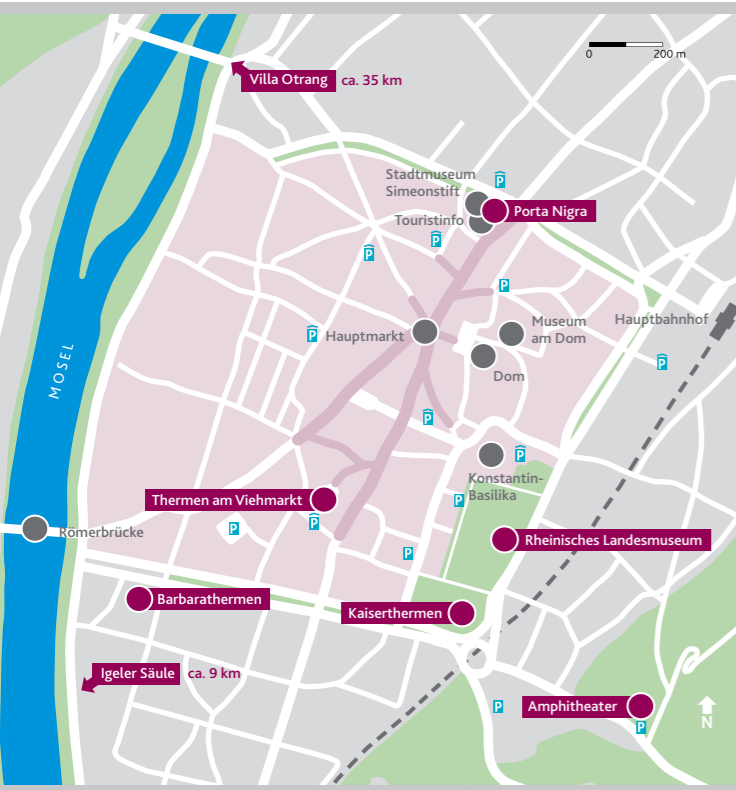 0 200 m
Villa Otrang ca. 35 km
Stadtmuseum
Simeonstift
P
Porta Nigra
Touristinfo
P
P
P
Hauptbahnhof
Museum
am Dom
Hauptmarkt
P
P
Dom
MOSEL
P
P
Konstantin-
Basilika
Thermen am Viehmarkt
P
P
P
Römerbrücke
Rheinisches Landesmuseum
P
Barbarathermen
Kaiserthermen
Igeler Säule ca. 9 km
P
Amphitheater
P
N